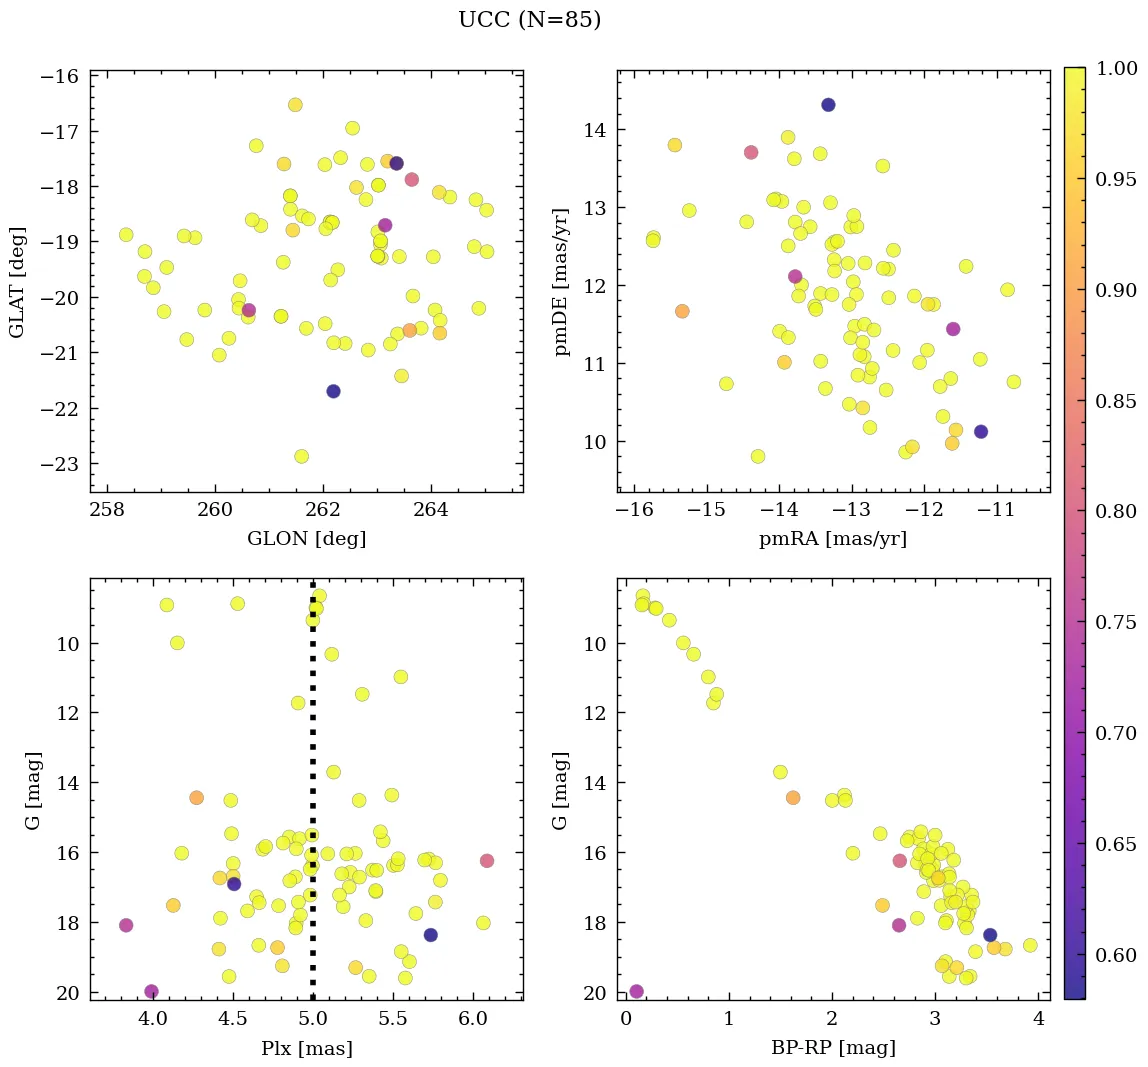 UCC (N=85)
−16
−17
−18
−19
−20
−21
−22
−23
GLAT [deg]
258 260 262 264
GLON [deg]
14
13
12
11
10
pmDE [mas/yr]
−16 −15 −14 −13 −12 −11
pmRA [mas/yr]
10
12
14
16
18
20
G [mag]
4.0 4.5 5.0 5.5 6.0
Plx [mas]
10
12
14
16
18
20
G [mag]
0 1 2 3 4
BP-RP [mag]
1.00
0.95
0.90
0.85
0.80
0.75
0.70
0.65
0.60